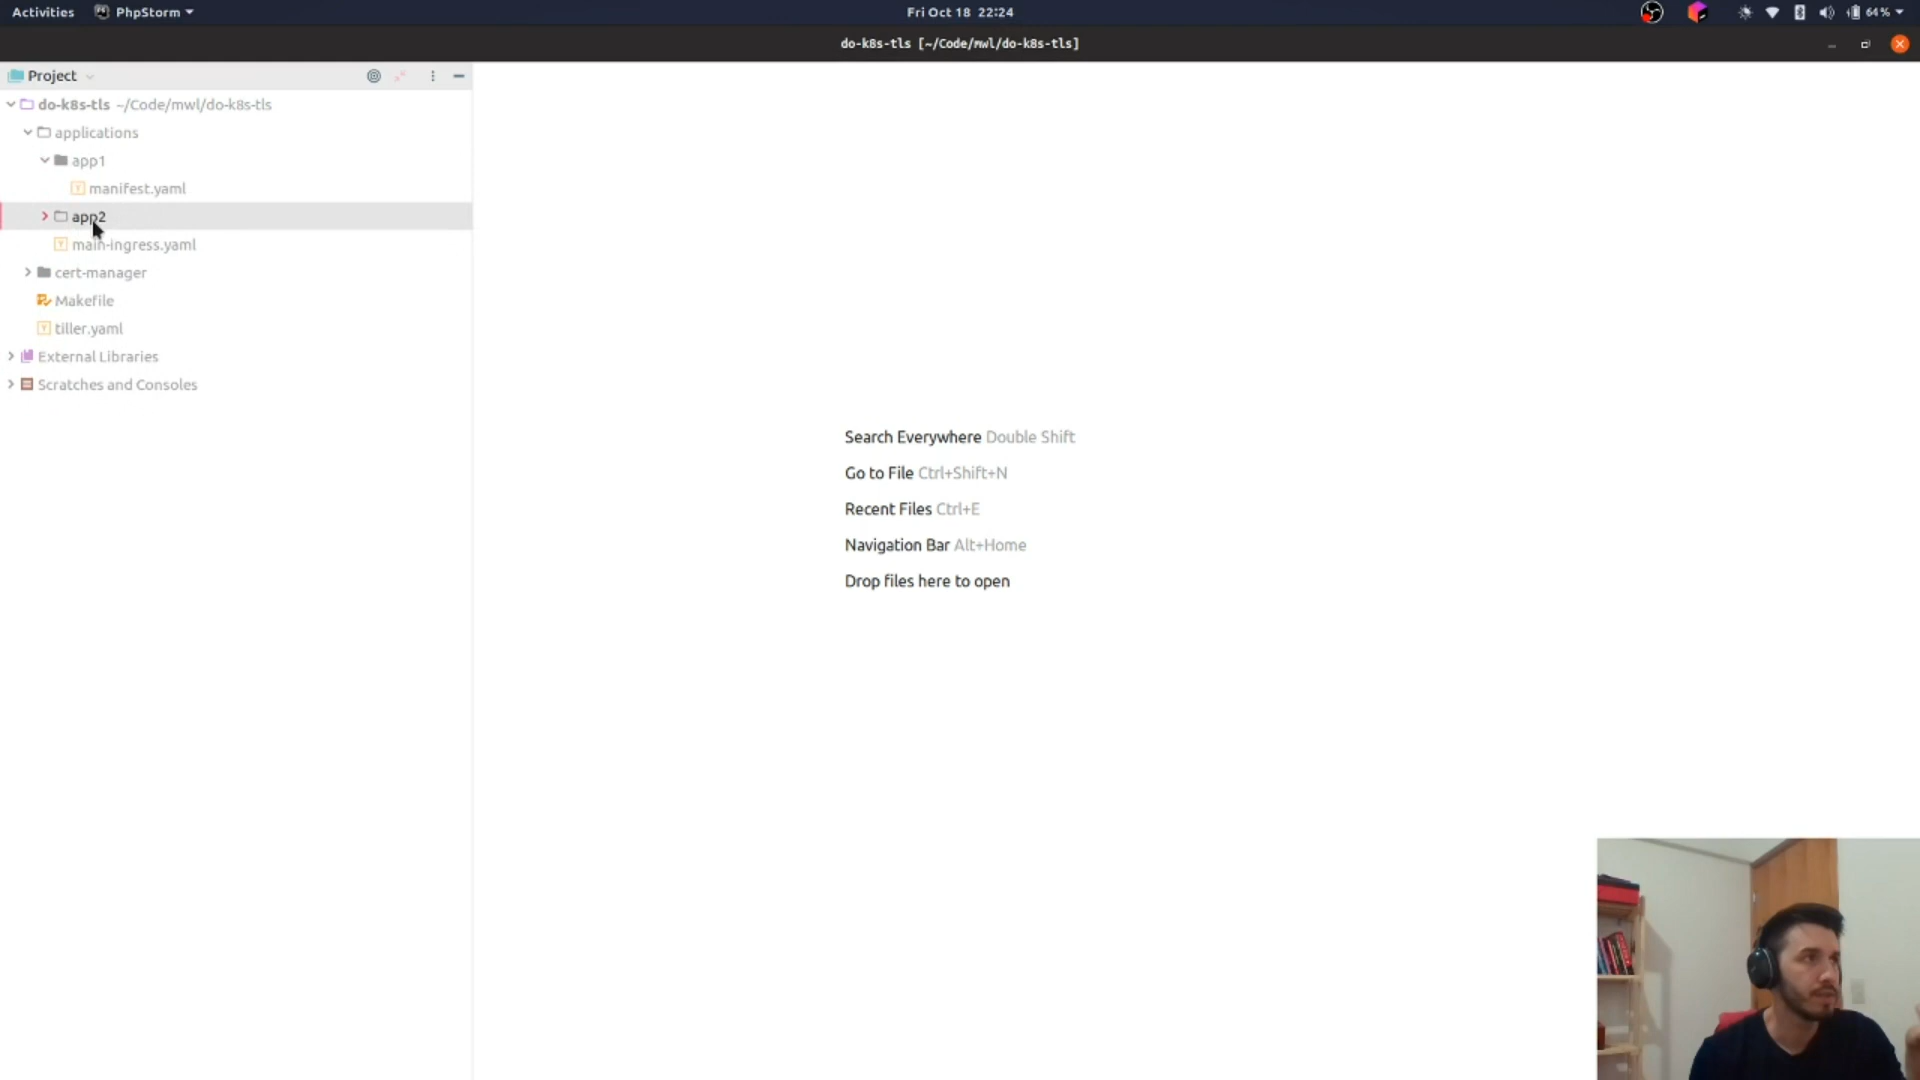 Activities PhpStorm Fri Oct 18 22:24 64 %
do-k8s-tls [~/Code/mwl/do-k8s-tls]
Project
do-k8s-tls ~/Code/mwl/do-k8s-tls
applications
app1
manifest.yaml
app2
main-ingress.yaml
cert-manager
Makefile
tiller.yaml
External Libraries
Scratches and Consoles
Search Everywhere Double Shift
Go to File Ctrl+Shift+N
Recent Files Ctrl+E
Navigation Bar Alt+Home
Drop files here to open